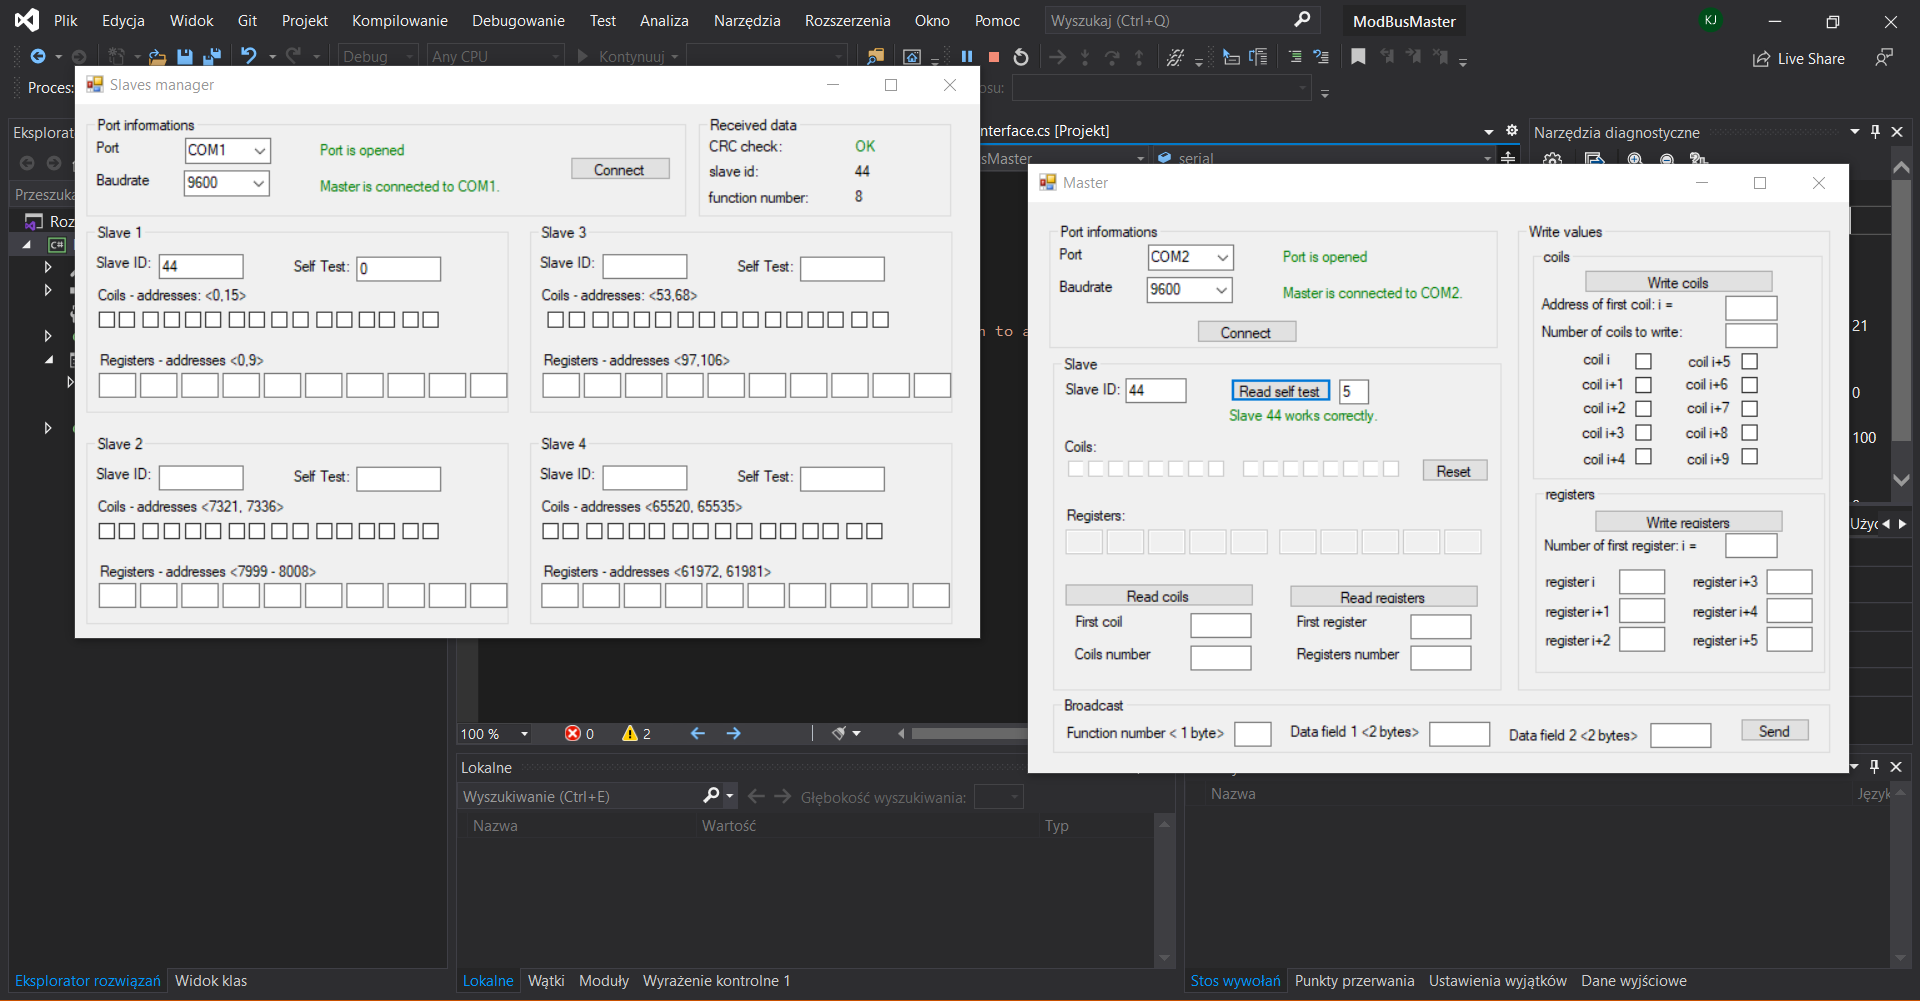 Plik Edycja Widok Git Projekt Kompilowanie Debugowanie Test Analiza Narzędzia Rozszerzenia Okno Pomoc Wyszukaj (Ctrl+Q) ModBusMaster KJ
Debug Any CPU Kontynuuj Live Share
Proces:
Slaves manager
Port informations
Port COM1 Port is opened
Baudrate 9600 Master is connected to COM1.
Connect
Received data
CRC check: OK
slave id: 44
function number: 8
Slave 1
Slave ID: 44 Self Test: 0
Coils - addresses: <0,15>
Registers - addresses <0,9>
Slave 3
Slave ID: Self Test:
Coils - addresses: <53,68>
Registers - addresses <97,106>
Slave 2
Slave ID: Self Test:
Coils - addresses <7321, 7336>
Registers - addresses <7999 - 8008>
Slave 4
Slave ID: Self Test:
Coils - addresses <65520, 65535>
Registers - addresses <61972, 61981>
nterface.cs [Projekt]
sMaster serial
n to a
Narzędzia diagnostyczne
21
0
100
Użyc
Master
Port informations
Port COM2 Port is opened
Baudrate 9600 Master is connected to COM2.
Connect
Slave
Slave ID: 44 Read self test 5
Slave 44 works correctly.
Coils:
Reset
Registers:
Read coils Read registers
First coil First register
Coils number Registers number
Write values
coils
Write coils
Address of first coil: i =
Number of coils to write:
coil i coil i+5
coil i+1 coil i+6
coil i+2 coil i+7
coil i+3 coil i+8
coil i+4 coil i+9
registers
Write registers
Number of first register: i =
register i register i+3
register i+1 register i+4
register i+2 register i+5
Broadcast
Function number < 1 byte> Data field 1 <2 bytes> Data field 2 <2 bytes> Send
Eksplorat
Przeszuka
Roz
C#
100 % 0 2
Lokalne
Wyszukiwanie (Ctrl+E) Głębokość wyszukiwania:
Nazwa Wartość Typ
Nazwa Język
Eksplorator rozwiązań Widok klas
Lokalne Wątki Moduły Wyrażenie kontrolne 1
Stos wywołań Punkty przerwania Ustawienia wyjątków Dane wyjściowe